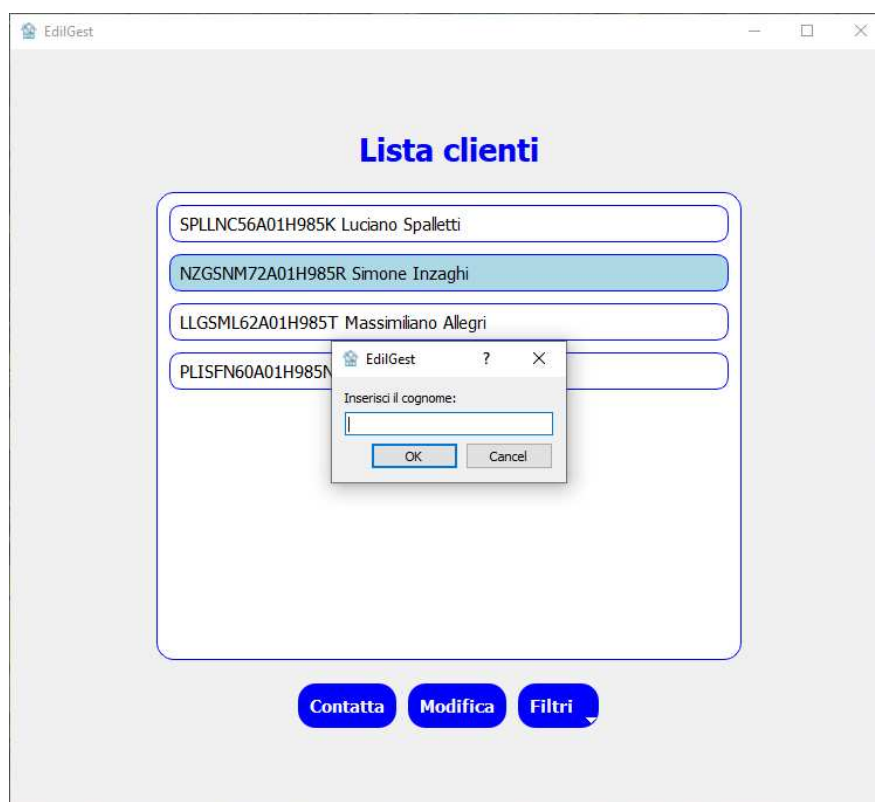 EdilGest
Lista clienti
SPLLNC56A01H985K Luciano Spalletti
NZGSNM72A01H985R Simone Inzaghi
LLGSML62A01H985T Massimiliano Allegri
PLISFN60A01H985N
EdilGest ?
Inserisci il cognome:
OK Cancel
Contatta Modifica Filtri